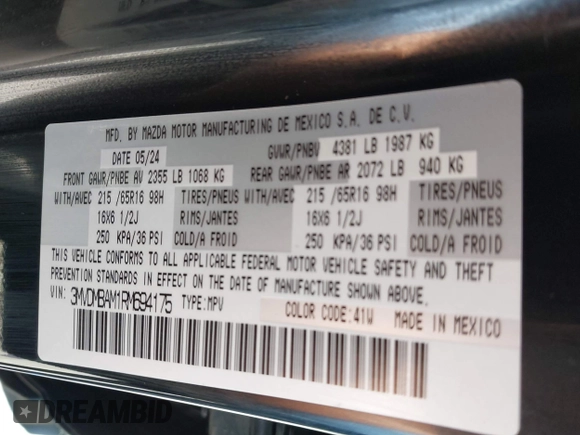 MFD. BY MAZDA MOTOR MANUFACTURING DE MEXICO S.A. DE C.V.
DATE 05/24 GVWR/PNBV 4381 LB 1987 KG
FRONT GAWR/PNBE AV 2355 LB 1068 KG REAR GAWR/PNBE AR 2072 LB 940 KG
WITH/AVEC 215 /65R16 98H TIRES/PNEUS WITH/AVEC 215 /65R16 98H TIRES/PNEUS
16X6 1/2J RIMS/JANTES 16X6 1/2J RIMS/JANTES
250 KPA/36 PSI COLD/A FROID 250 KPA/36 PSI COLD/A FROID
THIS VEHICLE CONFORMS TO ALL APPLICABLE FEDERAL MOTOR VEHICLE SAFETY AND THEFT
PREVENTION STANDARDS IN EFFECT ON THE DATE OF MANUFACTURE SHOWN ABOVE.
VIN: 3MVDMBAM1RM694175 TYPE: MPV COLOR CODE: 41W MADE IN MEXICO
DREAMBID